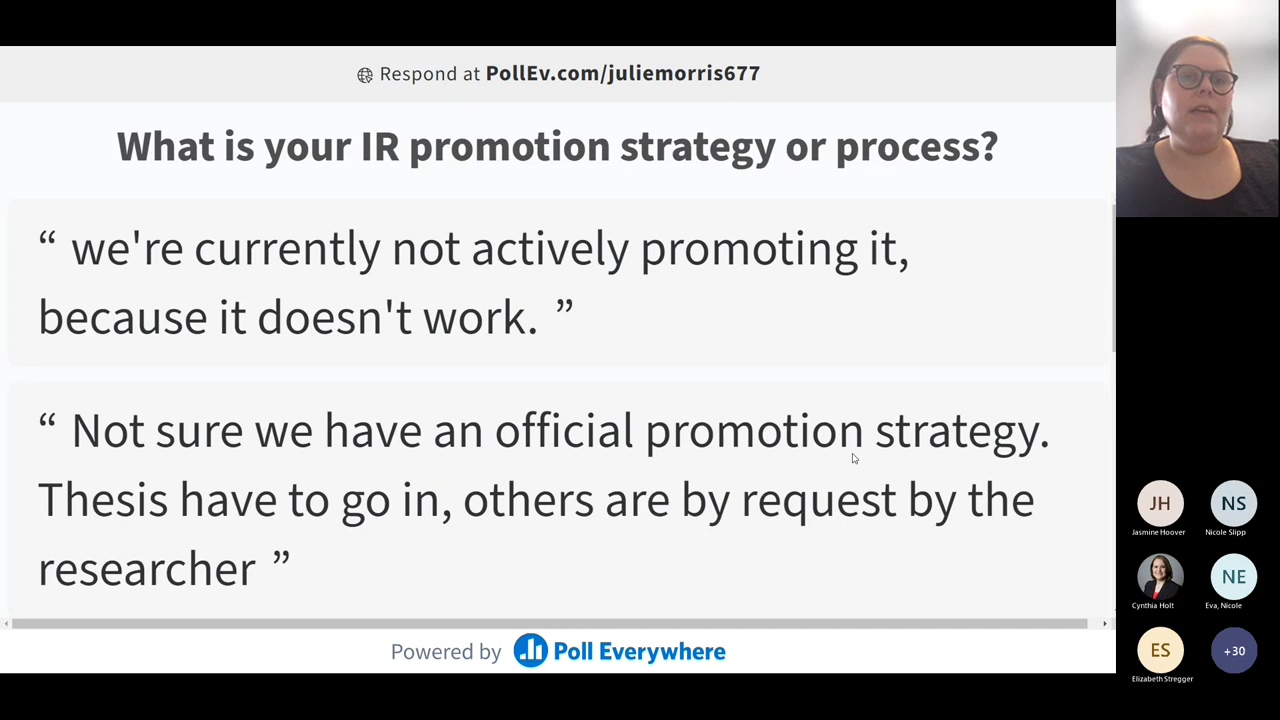 Respond at PollEv.com/juliemorris677
What is your IR promotion strategy or process?
“ we're currently not actively promoting it,
because it doesn't work. ”
“ Not sure we have an official promotion strategy.
Thesis have to go in, others are by request by the
researcher ”
Powered by Poll Everywhere
JH
NS
Jasmine Hoover
Nicole Slipp
NE
Cynthia Holt
Eva, Nicole
ES
+30
Elizabeth Stregger